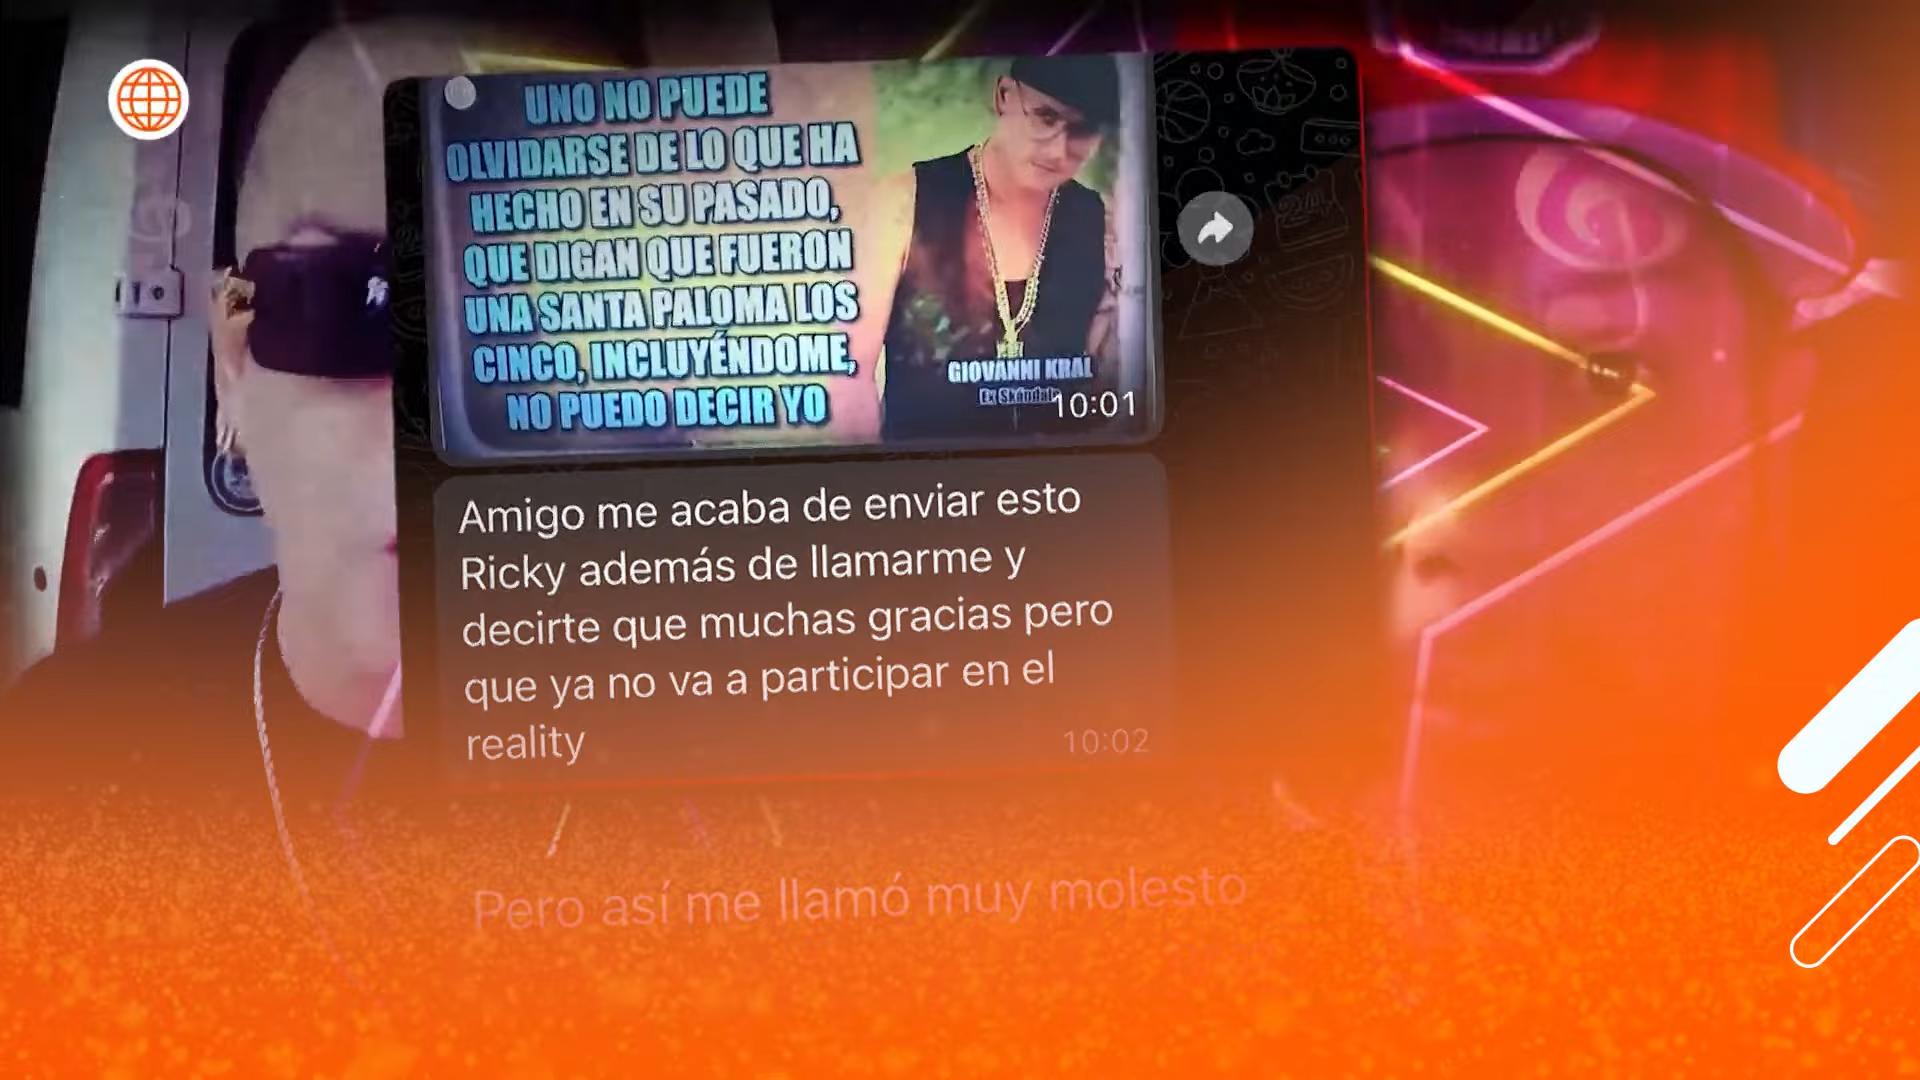 UNO NO PUEDE
OLVIDARSE DE LO QUE HA
HECHO EN SU PASADO,
QUE DIGAN QUE FUERON
UNA SANTA PALOMA LOS
CINCO, INCLUYÉNDOME,
NO PUEDO DECIR YO
GIOVANNI KRAL
Ex Skándalo
10:01
Amigo me acaba de enviar esto
Ricky además de llamarme y
decirte que muchas gracias pero
que ya no va a participar en el
reality
10:02
Pero así me llamó muy molesto